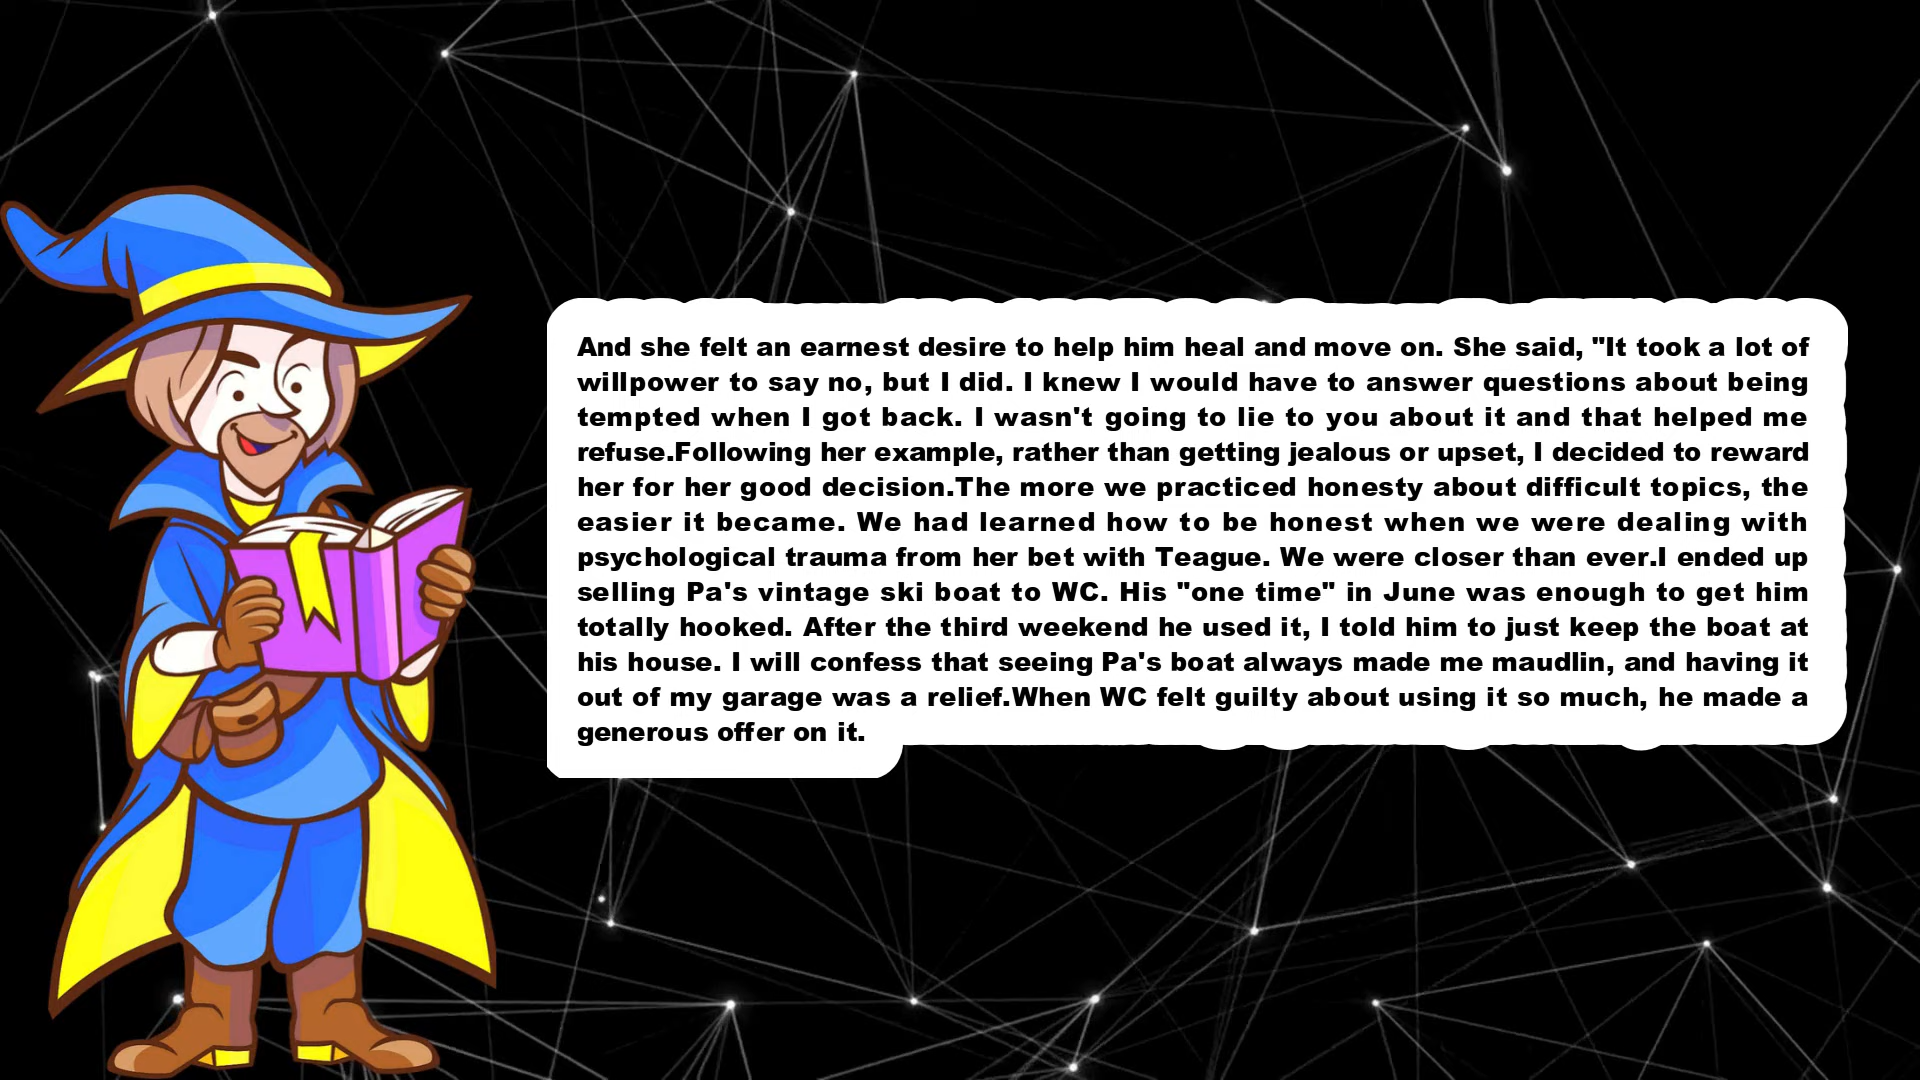 And she felt an earnest desire to help him heal and move on. She said, "It took a lot of
willpower to say no, but I did. I knew I would have to answer questions about being
tempted when I got back. I wasn't going to lie to you about it and that helped me
refuse.Following her example, rather than getting jealous or upset, I decided to reward
her for her good decision.The more we practiced honesty about difficult topics, the
easier it became. We had learned how to be honest when we were dealing with
psychological trauma from her bet with Teague. We were closer than ever.I ended up
selling Pa's vintage ski boat to WC. His "one time" in June was enough to get him
totally hooked. After the third weekend he used it, I told him to just keep the boat at
his house. I will confess that seeing Pa's boat always made me maudlin, and having it
out of my garage was a relief.When WC felt guilty about using it so much, he made a
generous offer on it.